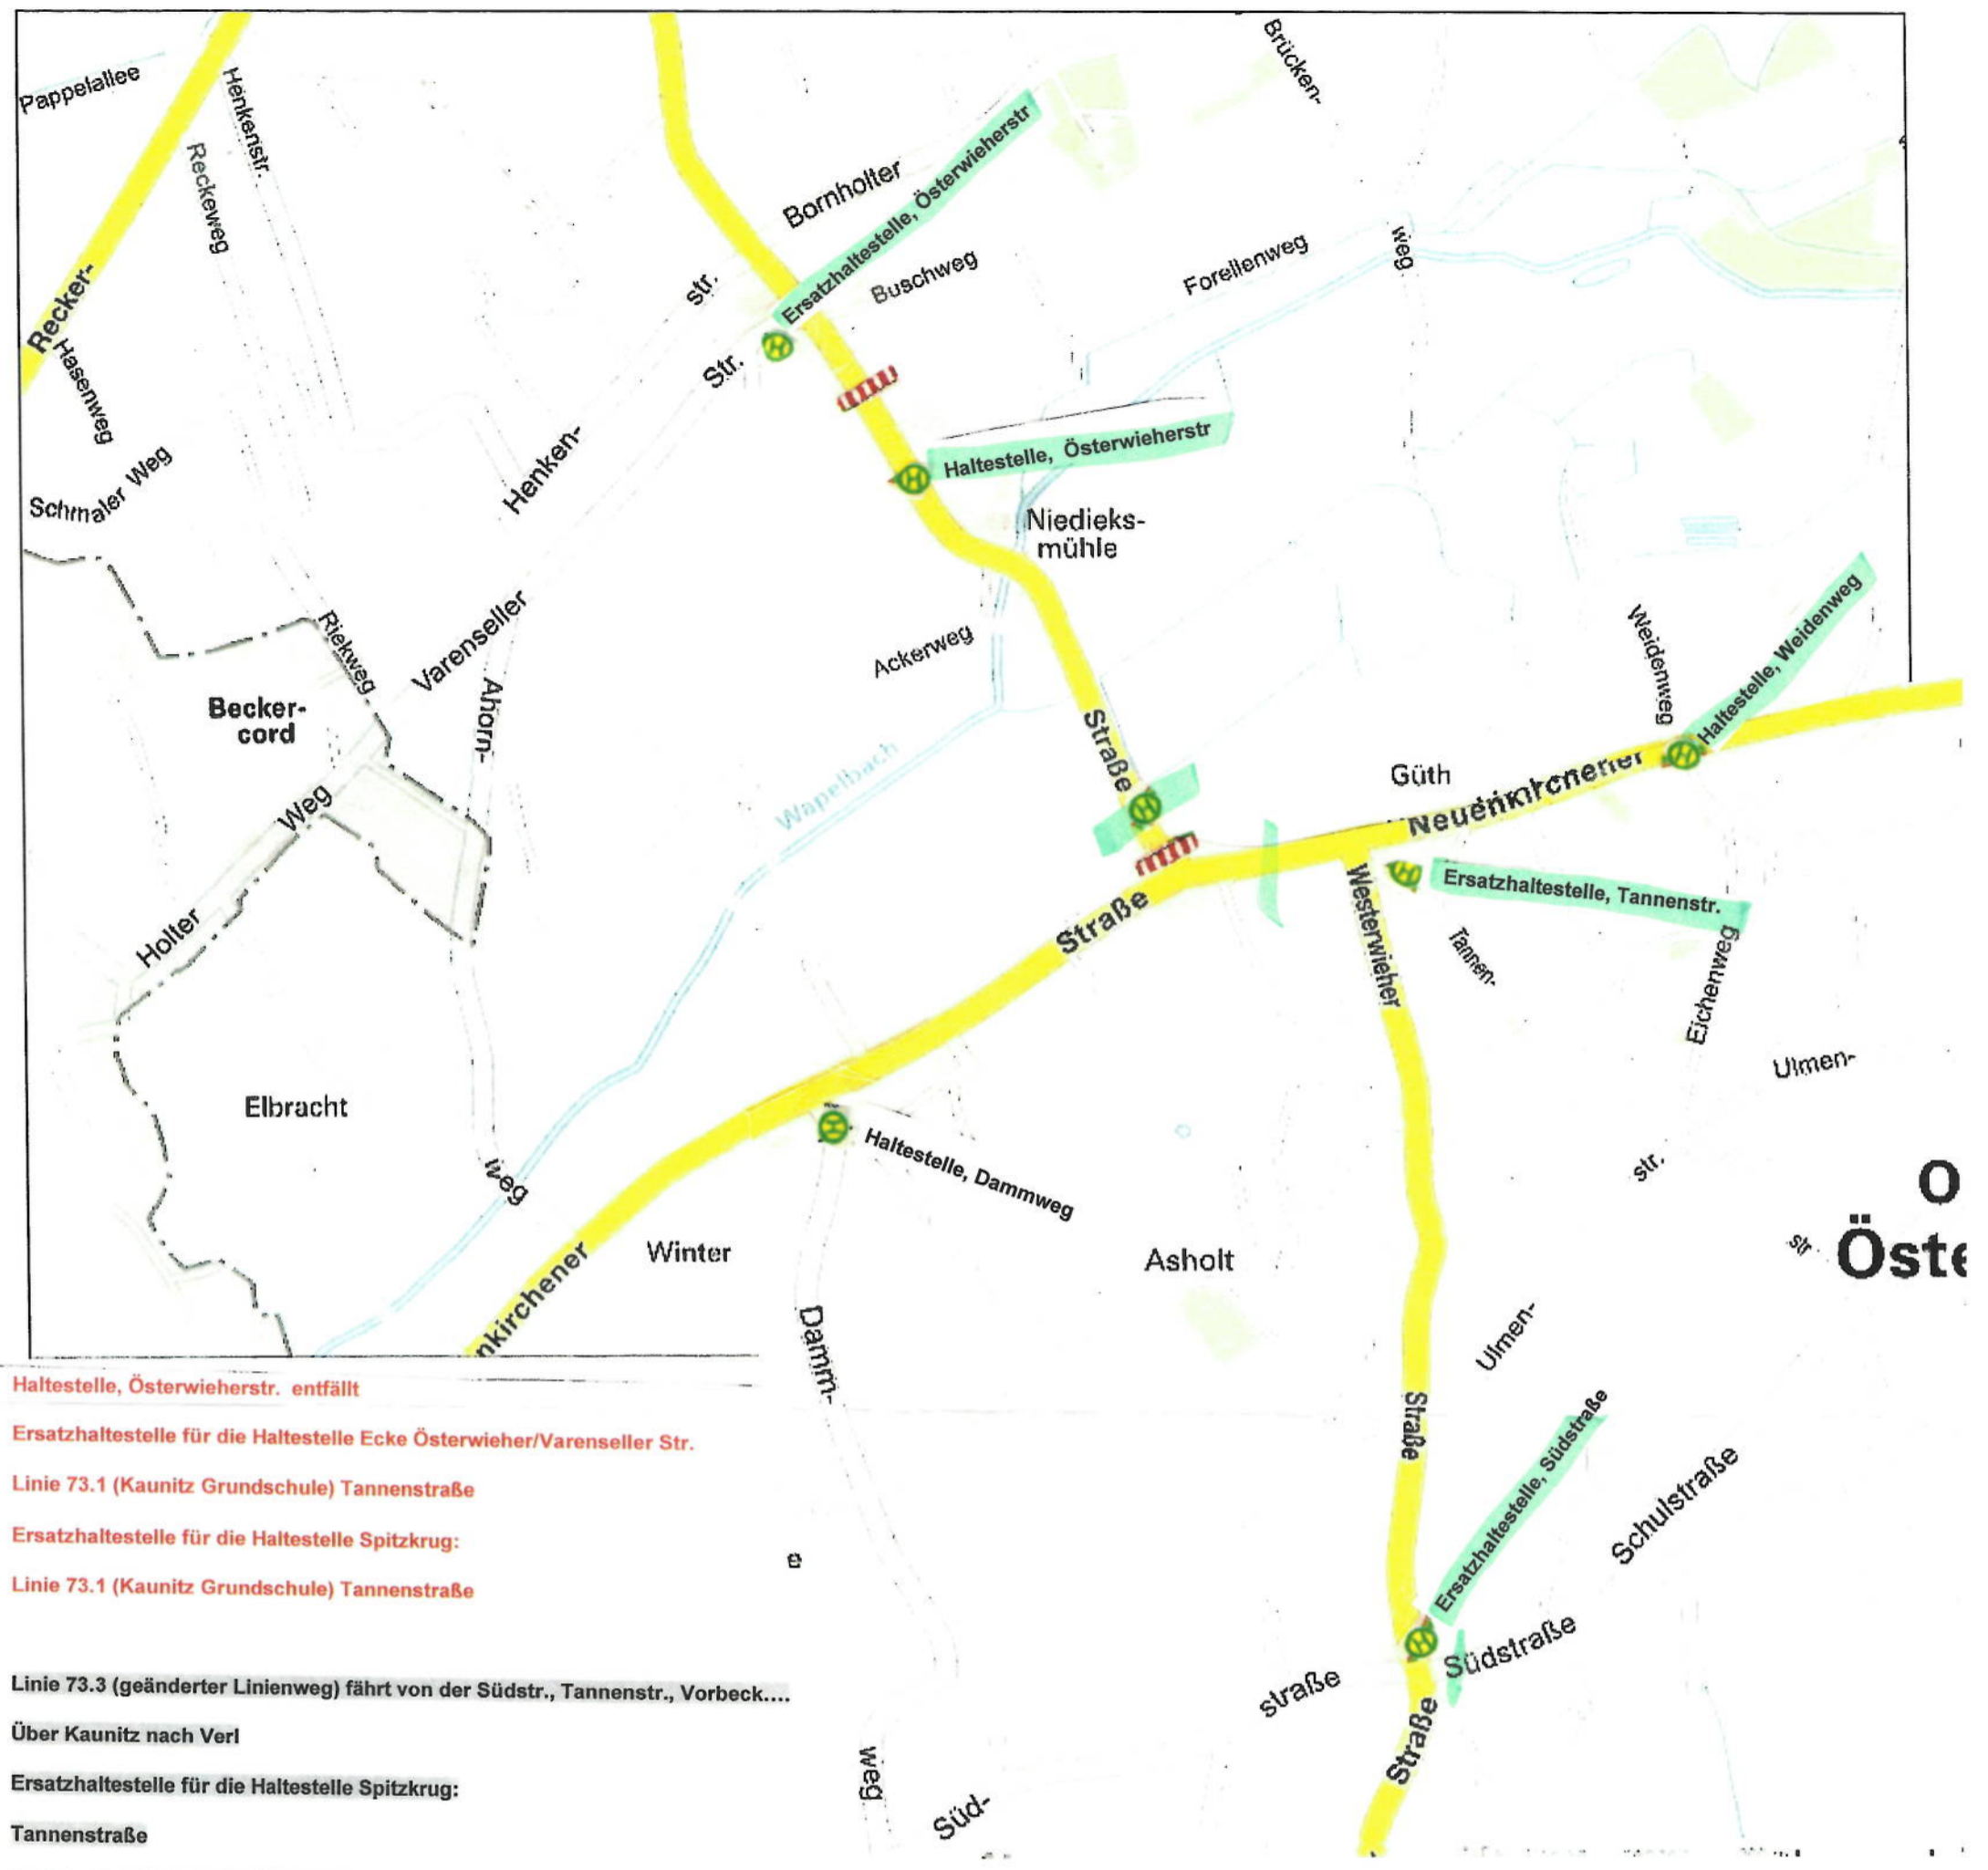 Pappelallee
Henkenstr.
Reckeweg
Recker-
Hasenweg
Schmaler Weg
Brücken-
Bornholter
Ersatzhaltestelle, Österwieherstr
Buschweg
str.
Str.
Forellenweg
weg
Henken-
Haltestelle, Österwieherstr
Niedieks-
mühle
Riekweg
Varenseller
Ahorn-
Ackerweg
Becker-
cord
Weidenweg
Haltestelle, Weidenweg
Straße
Güth
Neuenkirchener
Wapelbach
Weg
Holter
Straße
Westerwieher
Ersatzhaltestelle, Tannenstr.
Tannen-
Eichenweg
Ulmen-
Elbracht
weg
Haltestelle, Dammweg
str.
O
Öste
str.
Winter
Asholt
nkirchener
Damm-
Ulmen-
Straße
Ersatzhaltestelle, Südstraße
Schulstraße
e
Südstraße
straße
Straße
weg
Süd-
Haltestelle, Österwieherstr. entfällt
Ersatzhaltestelle für die Haltestelle Ecke Österwieher/Varenseller Str.
Linie 73.1 (Kaunitz Grundschule) Tannenstraße
Ersatzhaltestelle für die Haltestelle Spitzkrug:
Linie 73.1 (Kaunitz Grundschule) Tannenstraße
Linie 73.3 (geänderter Linienweg) fährt von der Südstr., Tannenstr., Vorbeck....
Über Kaunitz nach Verl
Ersatzhaltestelle für die Haltestelle Spitzkrug:
Tannenstraße